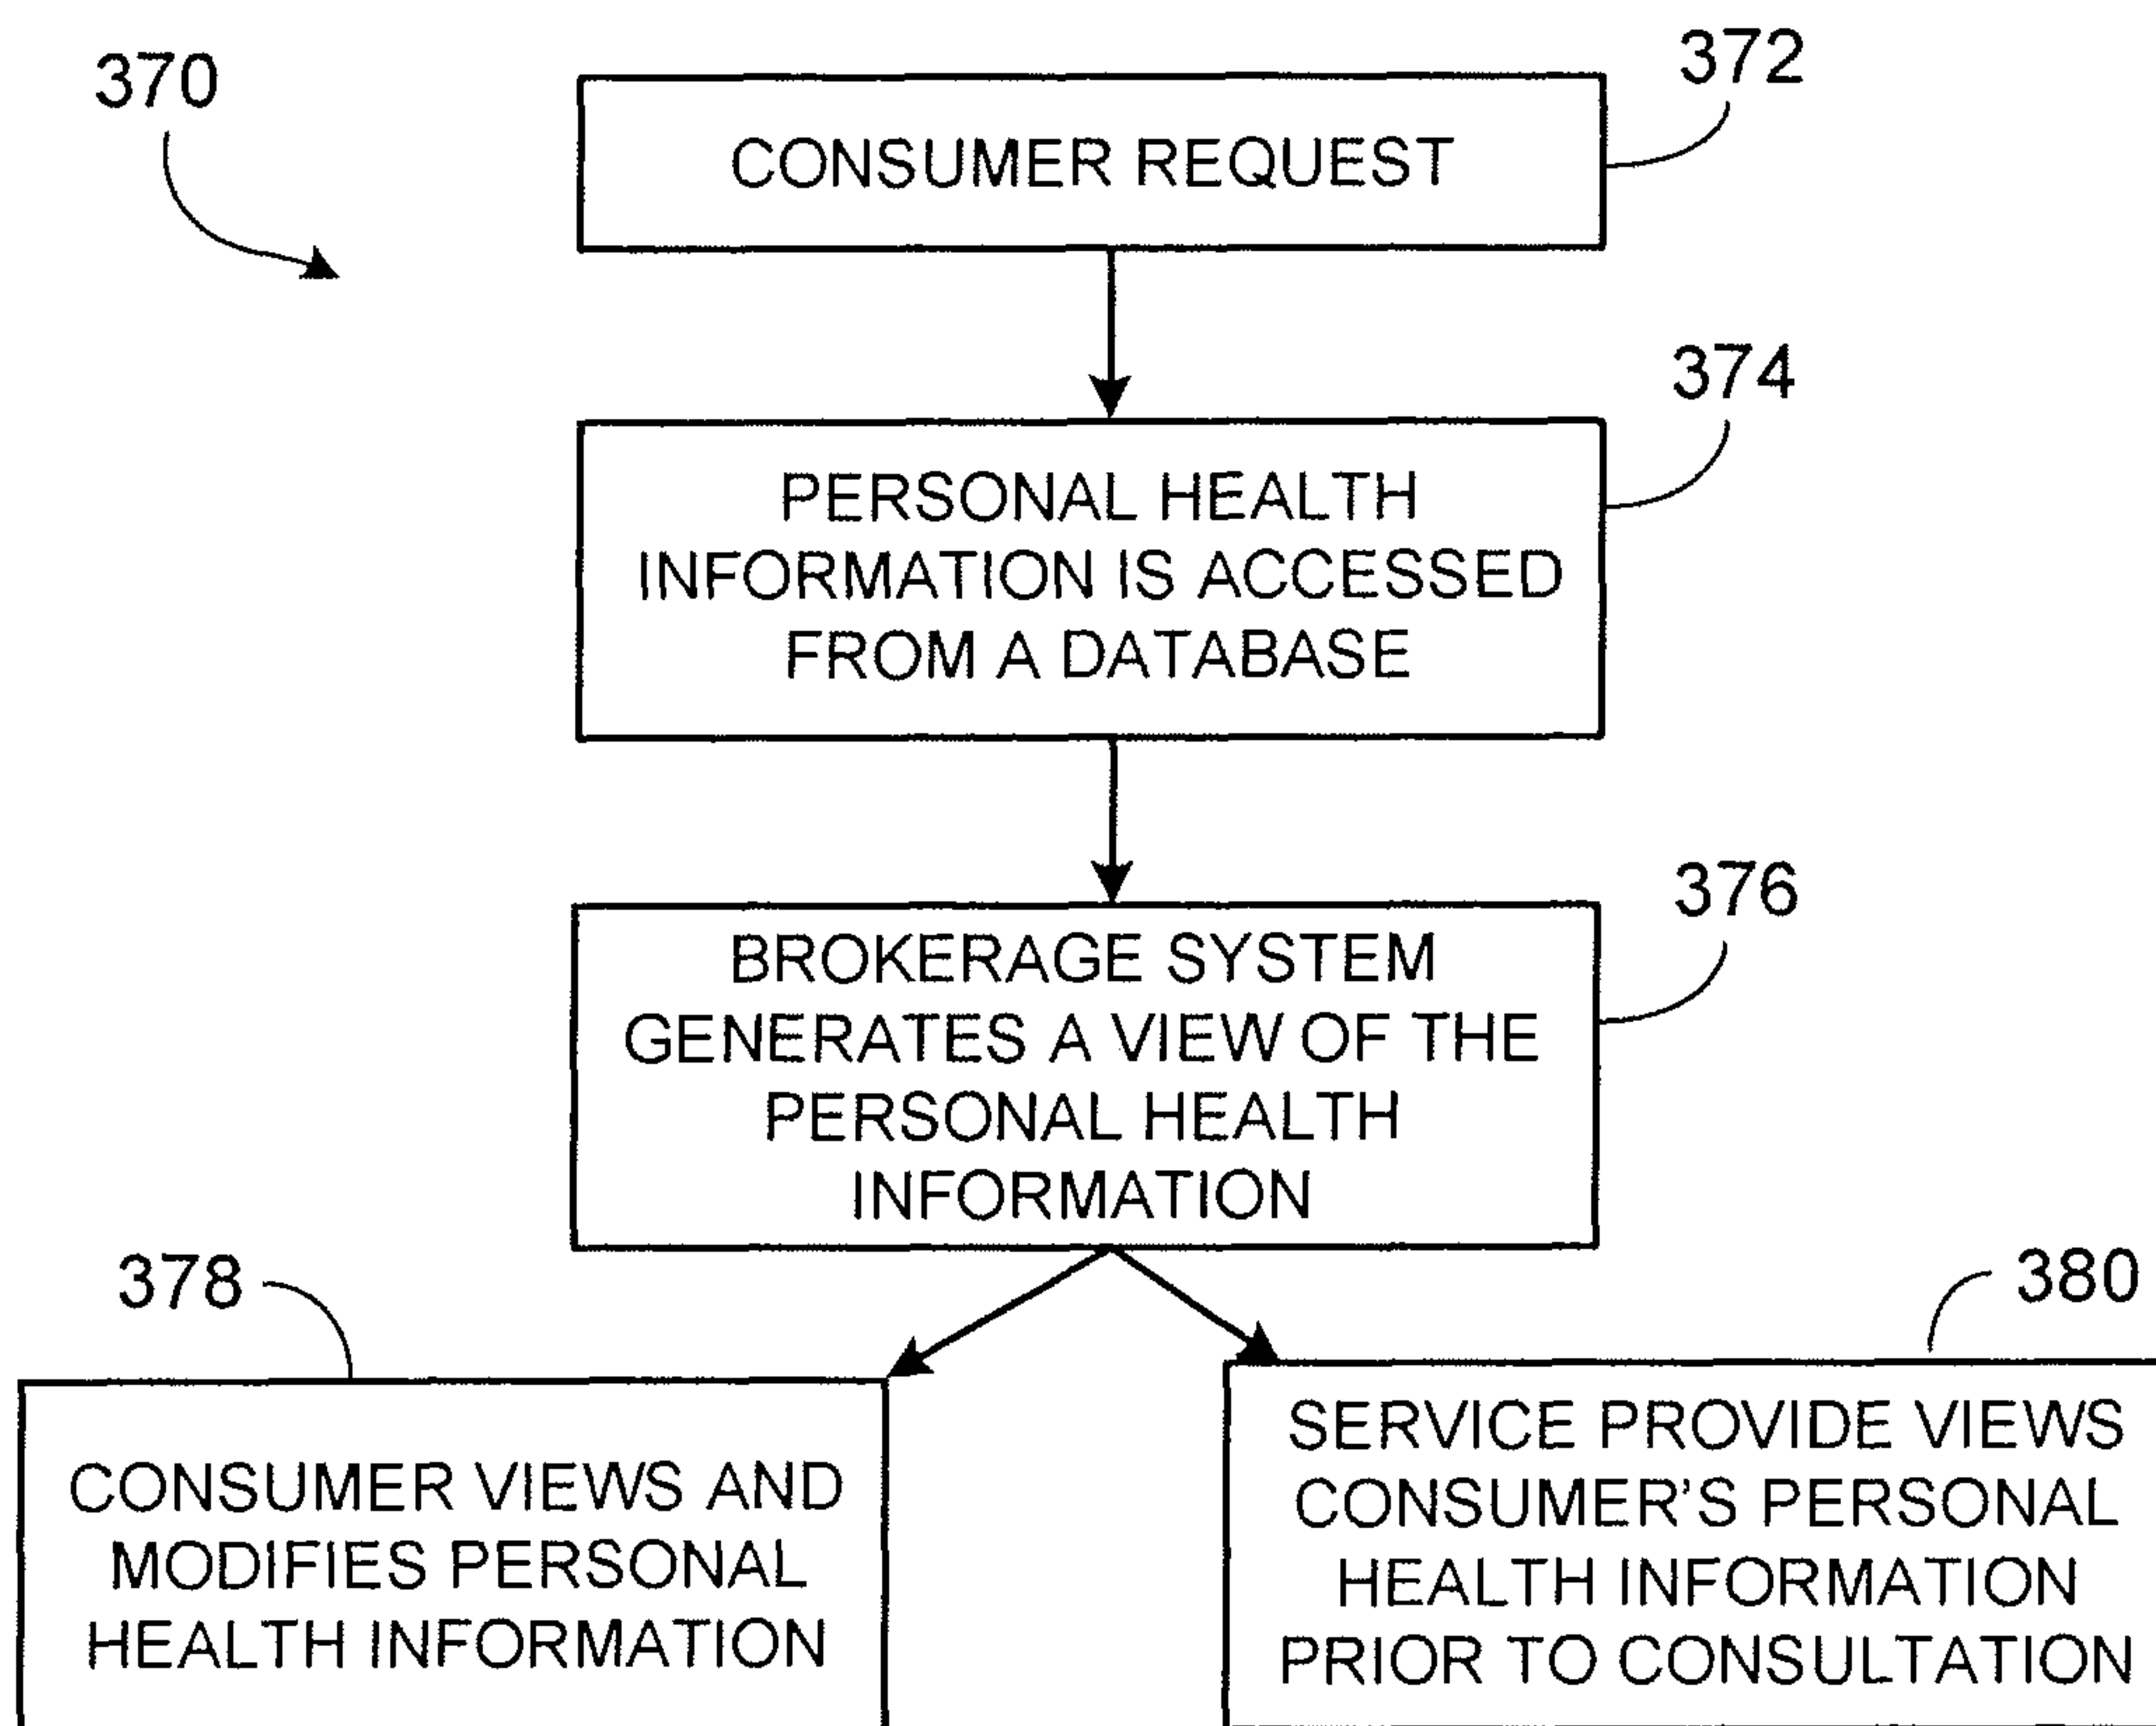 370
372
CONSUMER REQUEST
374
PERSONAL HEALTH
INFORMATION IS ACCESSED
FROM A DATABASE
376
BROKERAGE SYSTEM
GENERATES A VIEW OF THE
PERSONAL HEALTH
INFORMATION
378
CONSUMER VIEWS AND
MODIFIES PERSONAL
HEALTH INFORMATION
380
SERVICE PROVIDE VIEWS
CONSUMER'S PERSONAL
HEALTH INFORMATION
PRIOR TO CONSULTATION